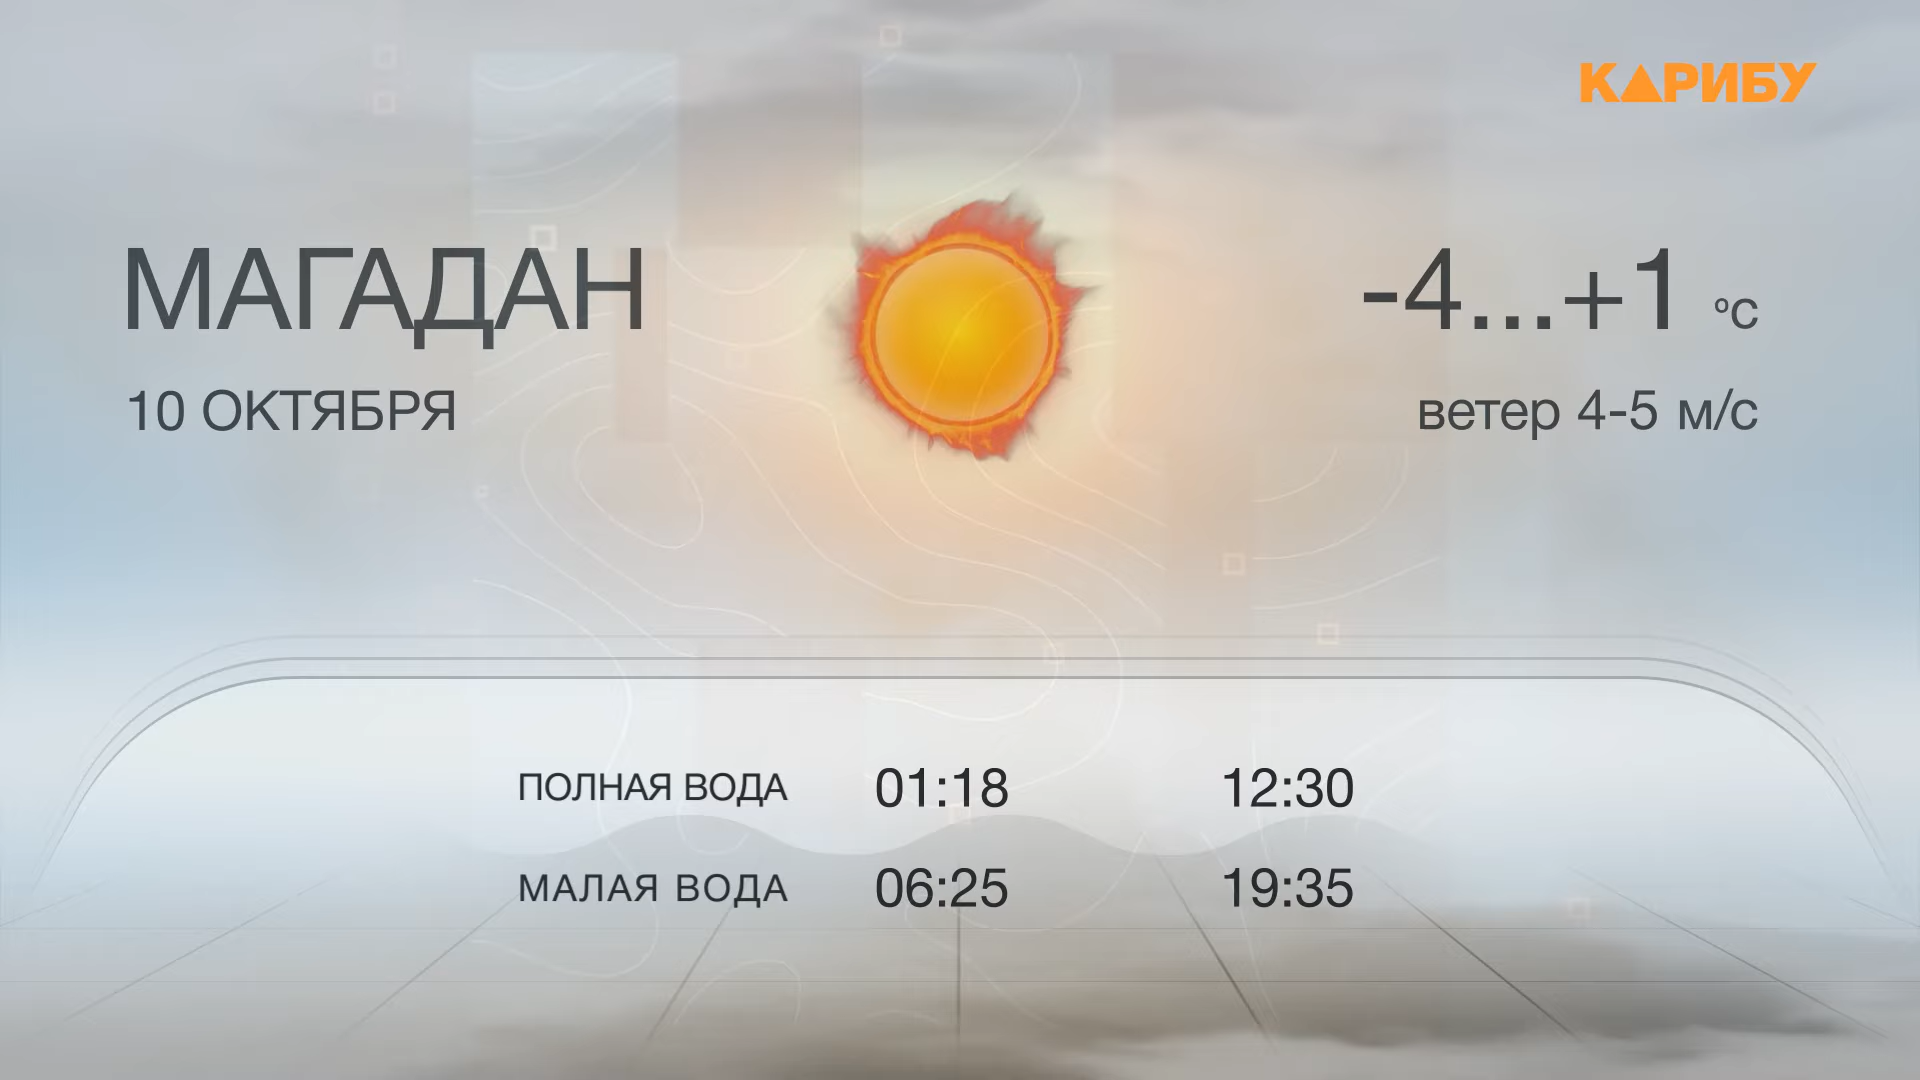 КАРИБУ
МАГАДАН
-4...+1 °c
10 ОКТЯБРЯ
ветер 4-5 м/с
ПОЛНАЯ ВОДА 01:18 12:30
МАЛАЯ ВОДА 06:25 19:35